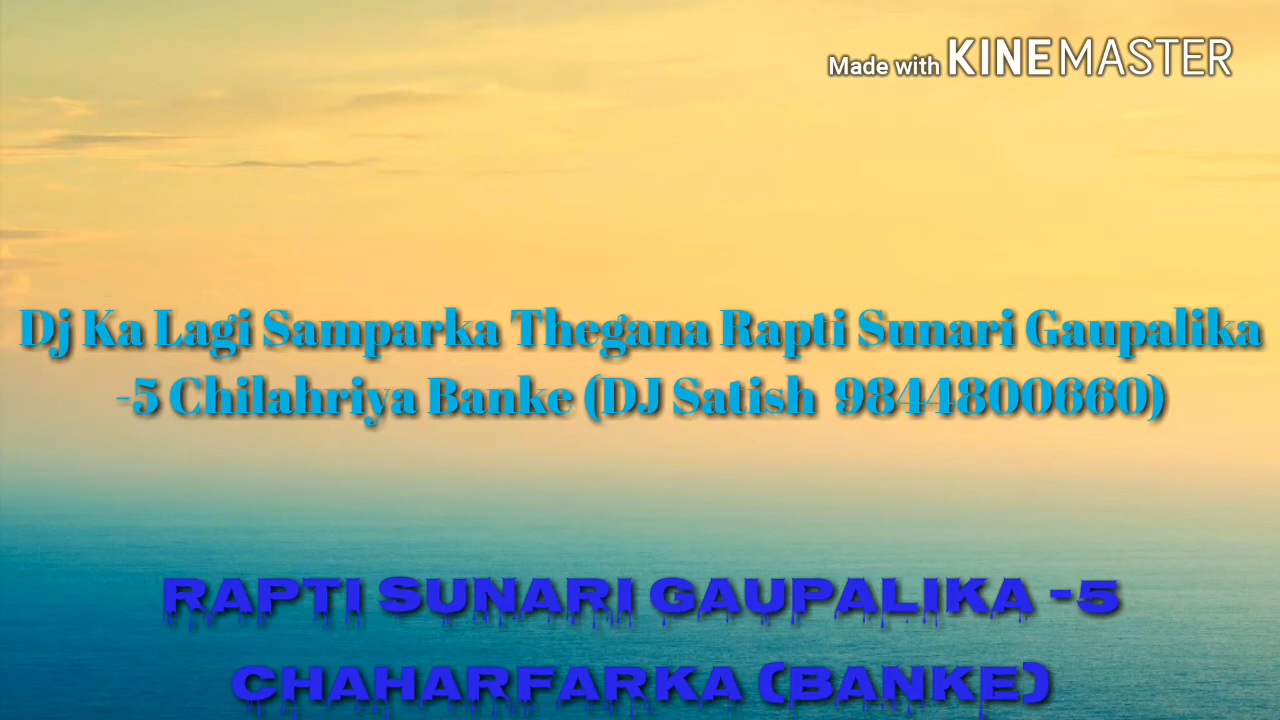 Made with KINEMASTER
Dj Ka Lagi Samparka Thegana Rapti Sunari Gaupalika
-5 Chilahriya Banke (DJ Satish 9844800660)
RAPTI SUNARI GAUPALIKA -5
CHAHARFARKA (BANKE)